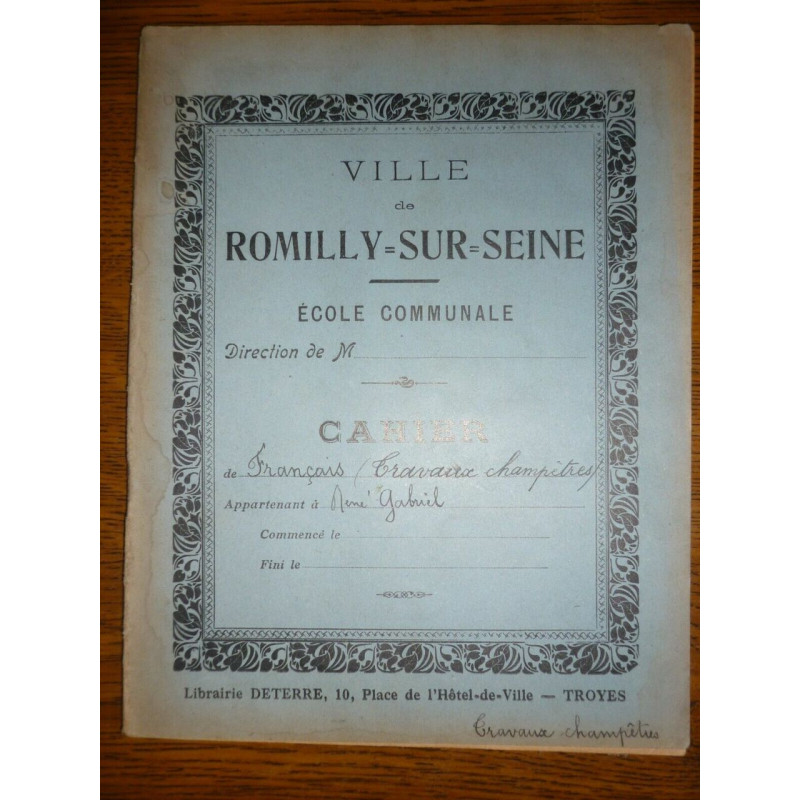 VILLE
de
ROMILLY=SUR=SEINE
ÉCOLE COMMUNALE
Direction de M
CAHIER
de Français (Travaux champêtres)
Appartenant à René Gabriel
Commencé le
Fini le
Librairie DETERRE, 10, Place de l'Hôtel-de-Ville — TROYES
Travaux champêtres